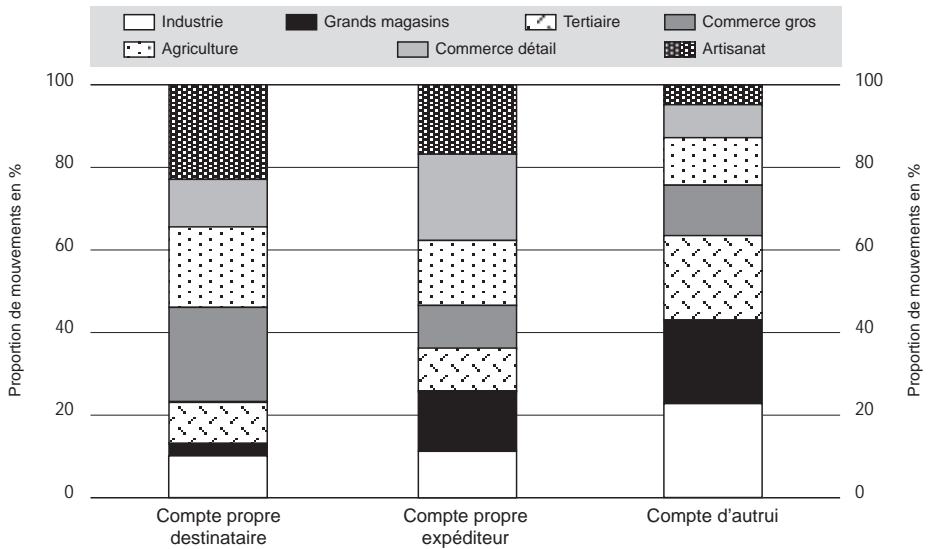 Industrie Grands magasins Tertiaire Commerce gros
Agriculture Commerce détail Artisanat
100 100
80 80
60 60
40 40
20 20
0 0
Proportion de mouvements en %
Proportion de mouvements en %
Compte propre destinataire
Compte propre expéditeur
Compte d'autrui